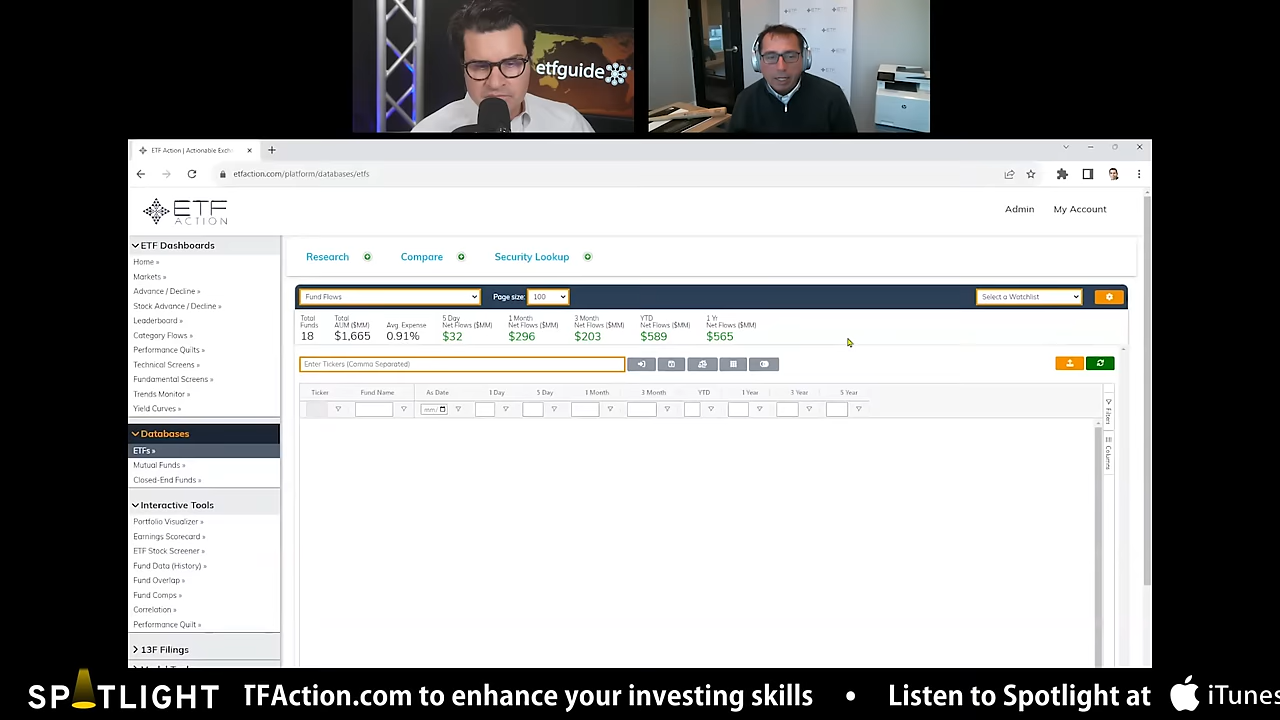 etfguide
ETF Action | Actionable Exch
etfaction.com/platform/databases/etfs
ETF
ACTION
Admin
My Account
ETF Dashboards
Home »
Markets »
Advance / Decline »
Stock Advance / Decline »
Leaderboard »
Category Flows »
Performance Quilts »
Technical Screens »
Fundamental Screens »
Trends Monitor »
Yield Curves »
Databases
ETFs »
Mutual Funds »
Closed-End Funds »
Interactive Tools
Portfolio Visualizer »
Earnings Scorecard »
ETF Stock Screener »
Fund Data (History) »
Fund Overlap »
Fund Comps »
Correlation »
Performance Quilt »
13F Filings
Research
Compare
Security Lookup
Fund Flows
Page size: 100
Select a Watchlist
Total Funds 18
Total AUM ($MM) $1,665
Avg. Expense 0.91%
5 Day Net Flows ($MM) $32
1 Month Net Flows ($MM) $296
3 Month Net Flows ($MM) $203
YTD Net Flows ($MM) $589
1 Yr Net Flows ($MM) $565
Enter Tickers (Comma Separated)
Ticker Fund Name As Date 1 Day 5 Day 1 Month 3 Month YTD 1 Year 3 Year 5 Year
Filters
Columns
SPOTLIGHT
TFAction.com to enhance your investing skills • Listen to Spotlight at iTunes